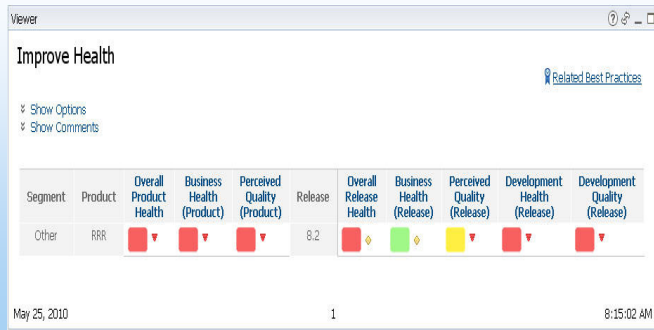 Viewer
Improve Health
Related Best Practices
Show Options
Show Comments
Segment Product Overall Product Health Business Health (Product) Perceived Quality (Product) Release Overall Release Health Business Health (Release) Perceived Quality (Release) Development Health (Release) Development Quality (Release)
Other RRR 8.2
May 25, 2010 1 8:15:02 AM